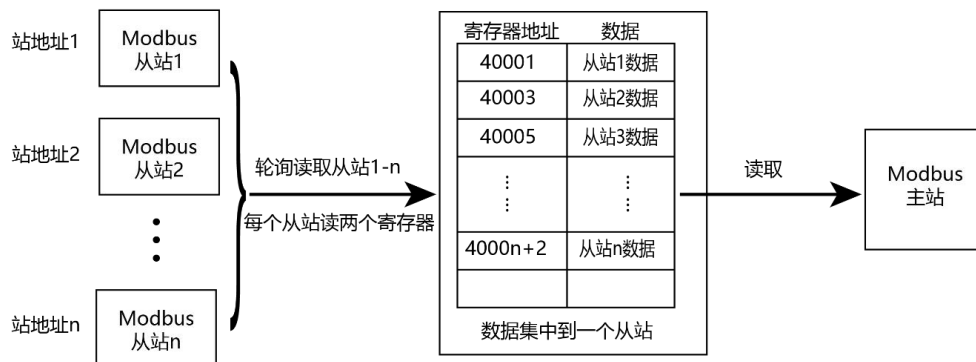 站地址1
Modbus
从站1
站地址2
Modbus
从站2
站地址n
Modbus
从站n
轮询读取从站1-n
每个从站读两个寄存器
寄存器地址 数据
40001 从站1数据
40003 从站2数据
40005 从站3数据
⋮ ⋮
⋮ ⋮
4000n+2 从站n数据
数据集中到一个从站
读取
Modbus
主站